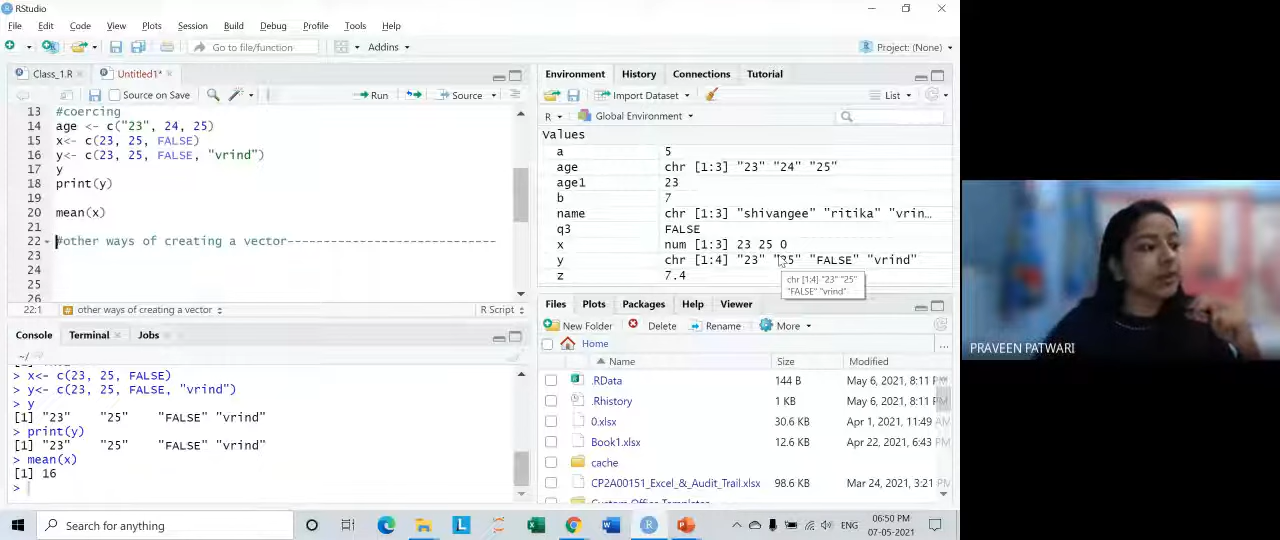 RStudio
File Edit Code View Plots Session Build Debug Profile Tools Help
Go to file/function Addins Project: (None)
Class_1.R Untitled1*
Source on Save Run Source
13 #coercing
14 age <- c("23", 24, 25)
15 x<- c(23, 25, FALSE)
16 y<- c(23, 25, FALSE, "vrind")
17 y
18 print(y)
19
20 mean(x)
21
22 #other ways of creating a vector--------------------------------
23
24
25
26
22:1 other ways of creating a vector R Script
Console Terminal Jobs
~/
> x<- c(23, 25, FALSE)
> y<- c(23, 25, FALSE, "vrind")
> y
[1] "23" "25" "FALSE" "vrind"
> print(y)
[1] "23" "25" "FALSE" "vrind"
> mean(x)
[1] 16
>
Environment History Connections Tutorial
Import Dataset List
R Global Environment
Values
a 5
age chr [1:3] "23" "24" "25"
age1 23
b 7
name chr [1:3] "shivangee" "ritika" "vrin…
q3 FALSE
x num [1:3] 23 25 0
y chr [1:4] "23" "25" "FALSE" "vrind"
z 7.4
chr [1:4] "23" "25"
"FALSE" "vrind"
Files Plots Packages Help Viewer
New Folder Delete Rename More
Home
Name Size Modified
.RData 144 B May 6, 2021, 8:11 PM
.Rhistory 1 KB May 6, 2021, 8:11 PM
0.xlsx 30.6 KB Apr 1, 2021, 11:49 AM
Book1.xlsx 12.6 KB Apr 22, 2021, 6:43 PM
cache
CP2A00151_Excel_& Audit_Trail.xlsx 98.6 KB Mar 24, 2021, 3:21 P
PRAVEEN PATWARI
Search for anything
ENG
06:50 PM
07-05-2021